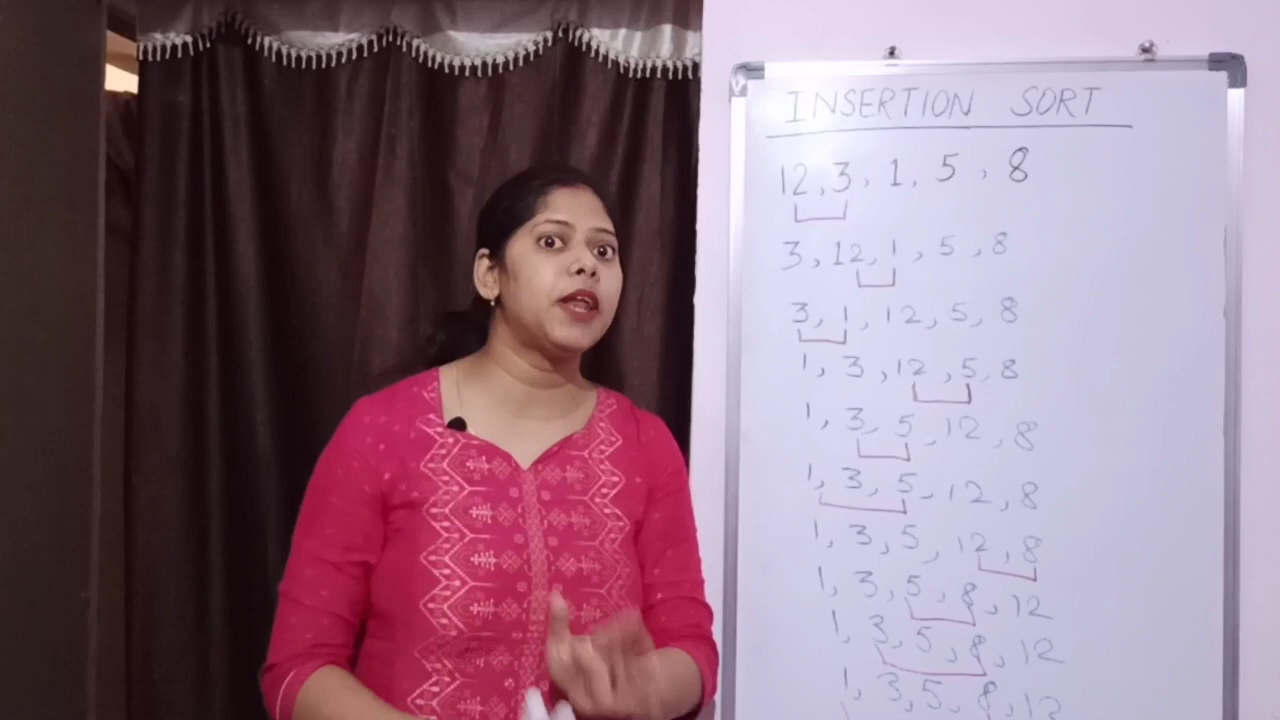 INSERTION SORT
12, 3, 1, 5, 8
3, 12, 1, 5, 8
3, 1, 12, 5, 8
1, 3, 12, 5, 8
1, 3, 5, 12, 8
1, 3, 5, 12, 8
1, 3, 5, 12, 8
1, 3, 5, 8, 12
1, 3, 5, 8, 12
1, 3, 5, 8, 12